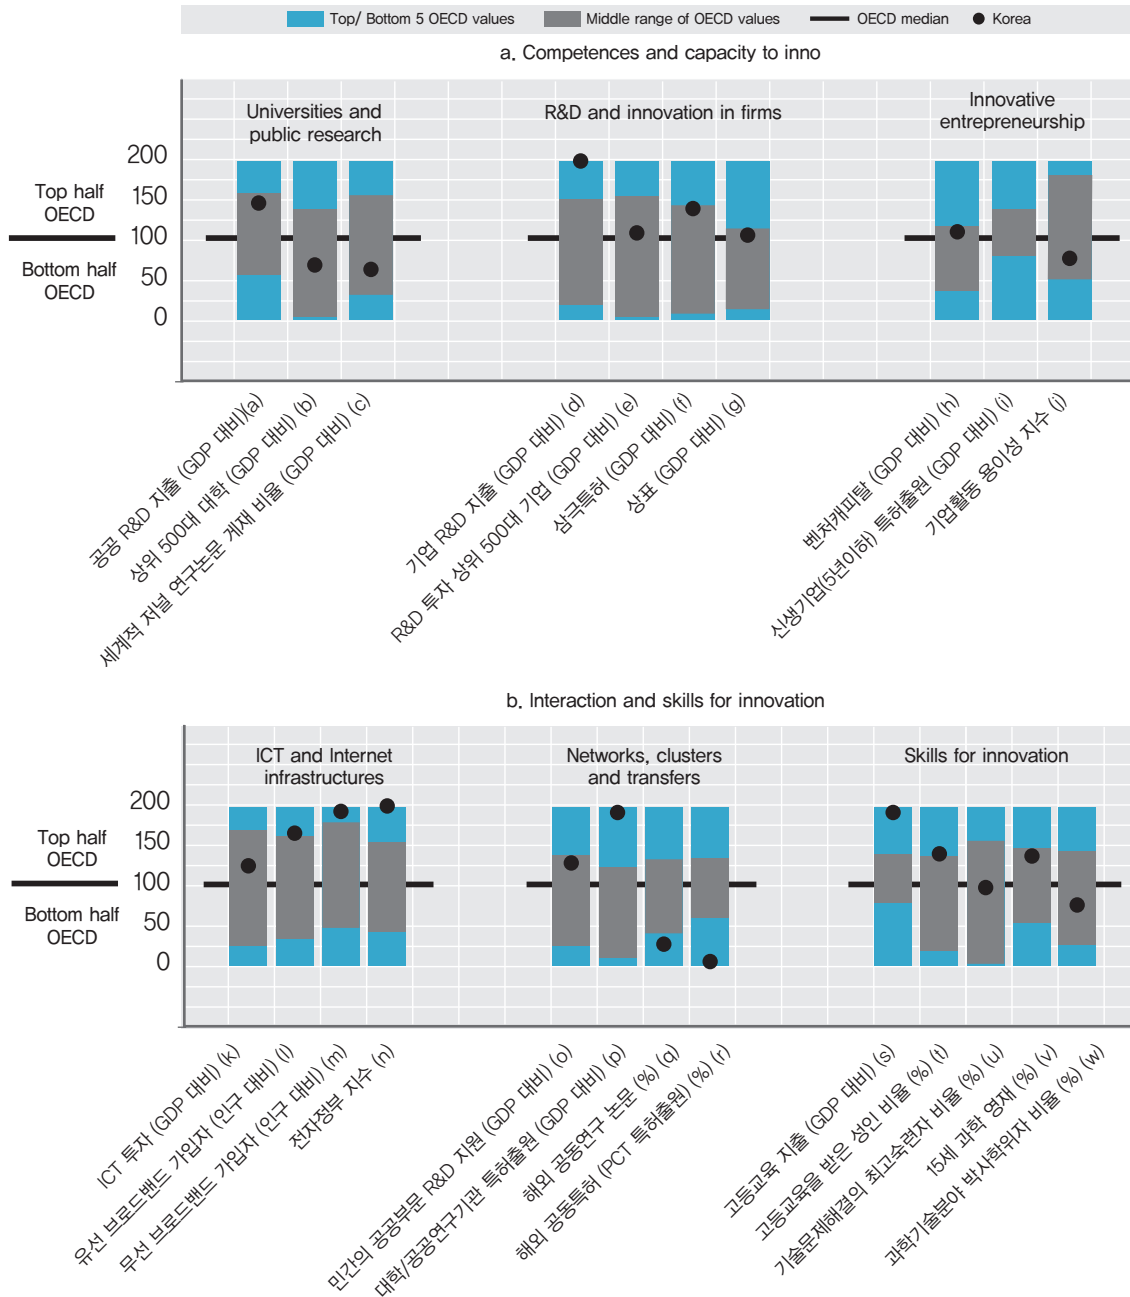 Top/ Bottom 5 OECD values
Middle range of OECD values
OECD median
Korea
a. Competences and capacity to inno
Universities and
public research
R&D and innovation in firms
Innovative
entrepreneurship
200
150
100
50
0
Top half
OECD
Bottom half
OECD
공공 R&D 지출 (GDP 대비)(a)
상위 500대 대학 (GDP 대비) (b)
세계적 저널 연구논문 게재 비율 (GDP 대비) (c)
기업 R&D 지출 (GDP 대비) (d)
R&D 투자 상위 500대 기업 (GDP 대비) (e)
삼극특허 (GDP 대비) (f)
상표 (GDP 대비) (g)
벤처캐피탈 (GDP 대비) (h)
신생기업(5년이하) 특허출원 (GDP 대비) (i)
기업활동 용이성 지수 (j)
b. Interaction and skills for innovation
ICT and Internet
infrastructures
Networks, clusters
and transfers
Skills for innovation
200
150
100
50
0
Top half
OECD
Bottom half
OECD
ICT 투자 (GDP 대비) (k)
유선 브로드밴드 가입자 (인구 대비) (l)
무선 브로드밴드 가입자 (인구 대비) (m)
전자정부 지수 (n)
민간의 공공부문 R&D 지원 (GDP 대비) (o)
대학/공공연구기관 특허출원 (GDP 대비) (p)
해외 공동연구 논문 (%) (q)
해외 공동특허 (PCT 특허출원) (%) (r)
고등교육 지출 (GDP 대비) (s)
고등교육을 받은 성인 비율 (%) (t)
기술문제해결의 최고숙련자 비율 (%) (u)
15세 과학 영재 (%) (v)
과학기술분야 박사학위자 비율 (%) (w)